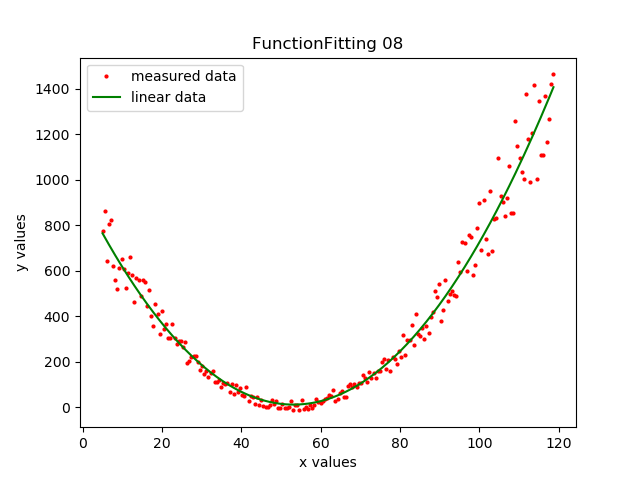 FunctionFitting 08
measured data
linear data
1400
1200
1000
800
600
400
200
0
y values
0 20 40 60 80 100 120
x values